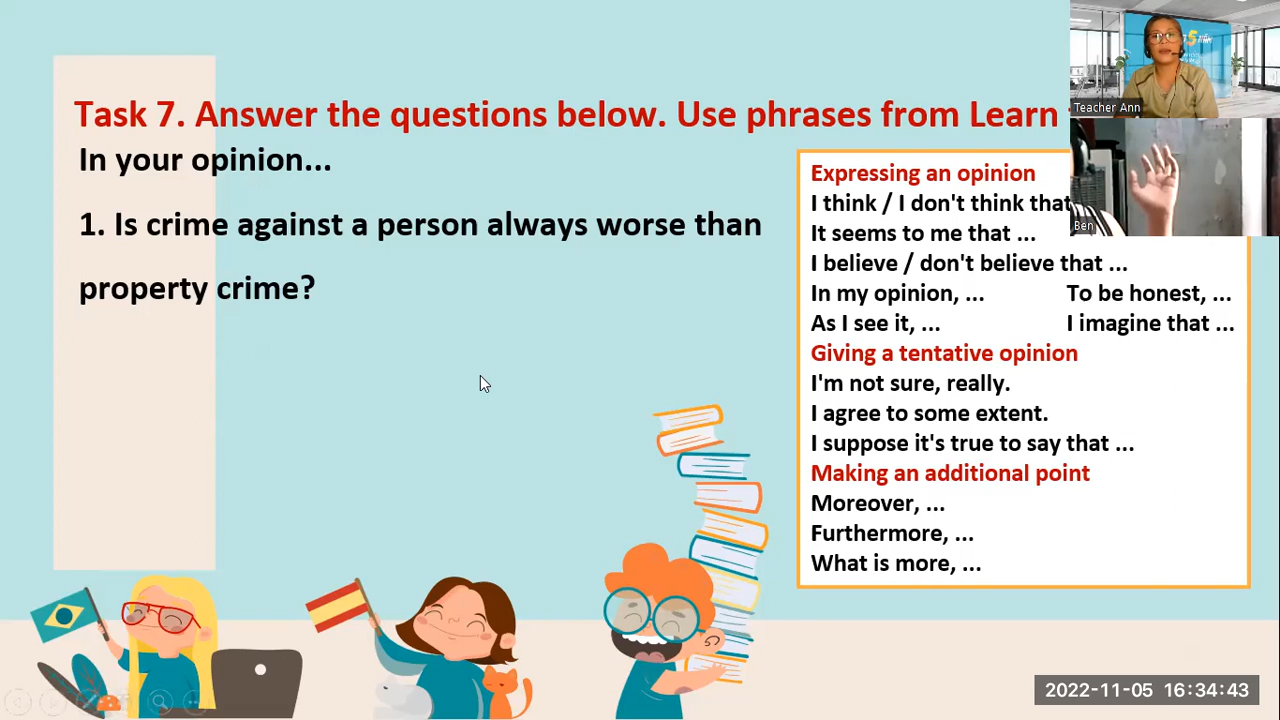 Task 7. Answer the questions below. Use phrases from Learn
In your opinion...
1. Is crime against a person always worse than
property crime?
Expressing an opinion
I think / I don't think that
It seems to me that ...
I believe / don't believe that ...
In my opinion, ... To be honest, ...
As I see it, ... I imagine that ...
Giving a tentative opinion
I'm not sure, really.
I agree to some extent.
I suppose it's true to say that ...
Making an additional point
Moreover, ...
Furthermore, ...
What is more, ...
Teacher Ann
Ben
2022-11-05 16:34:43